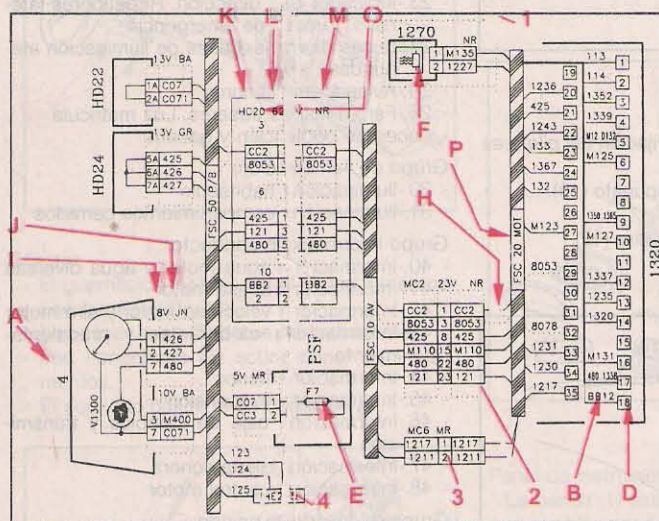 K L M O 1
1270
NR
1 M135
2 1227
F
HD22
13V BA
1A C07
2A C071
HD24
13V GR
5A 425
6A 426
7A 427
J
I
A
4
8V JN
1 426
2 427
7 480
V1300
10V BA
3 M400
7 C071
FSC 50 P/B
HC20 60 V NR
3
CC2 CC2
8053 8053
6
425 425
121 3 121
480 5 480
10
BB2 BB2
2 2
PSF
5V MR
C07 1
CC3 2
E
123
124
125
4
FSC 10 AV
H
P
MC2 23V NR
CC2 1 CC2
8053 3 8053
425 8 425
M110 15 M110
480 22 480
121 23 121
MC6 MR
1217 1 1217
1211 2 1211
3
2
FSC 20 MOT
1236 19
425 20
1243 21
133 23
1367 24
132 25
26
M123 27
28
8053 29
30
31
8078 32
1231 33
1230 34
1217 35
113 1
114 2
1352 3
1339 4
M12 5
M125 6
7
8
1350 9
M127 10
11
1337 12
1235 13
1320 14
15
M131 16
480 1338 17
BB12 18
1320
B
D